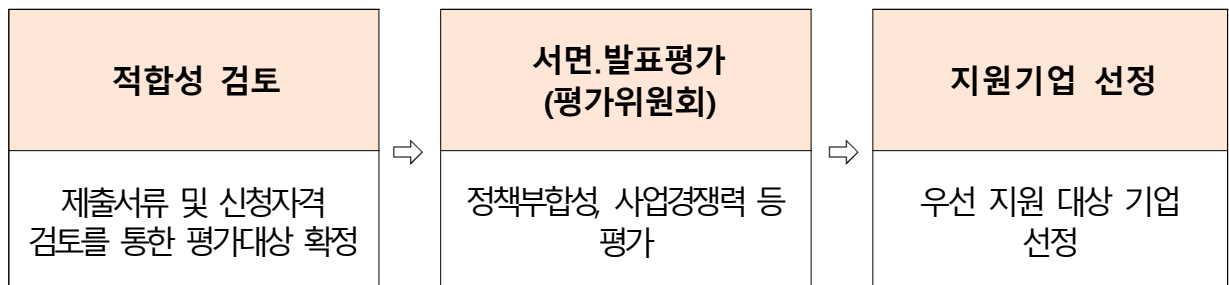 적합성 검토
제출서류 및 신청자격
검토를 통한 평가대상 확정
⇨
서면.발표평가
(평가위원회)
정책부합성, 사업경쟁력 등
평가
⇨
지원기업 선정
우선 지원 대상 기업
선정